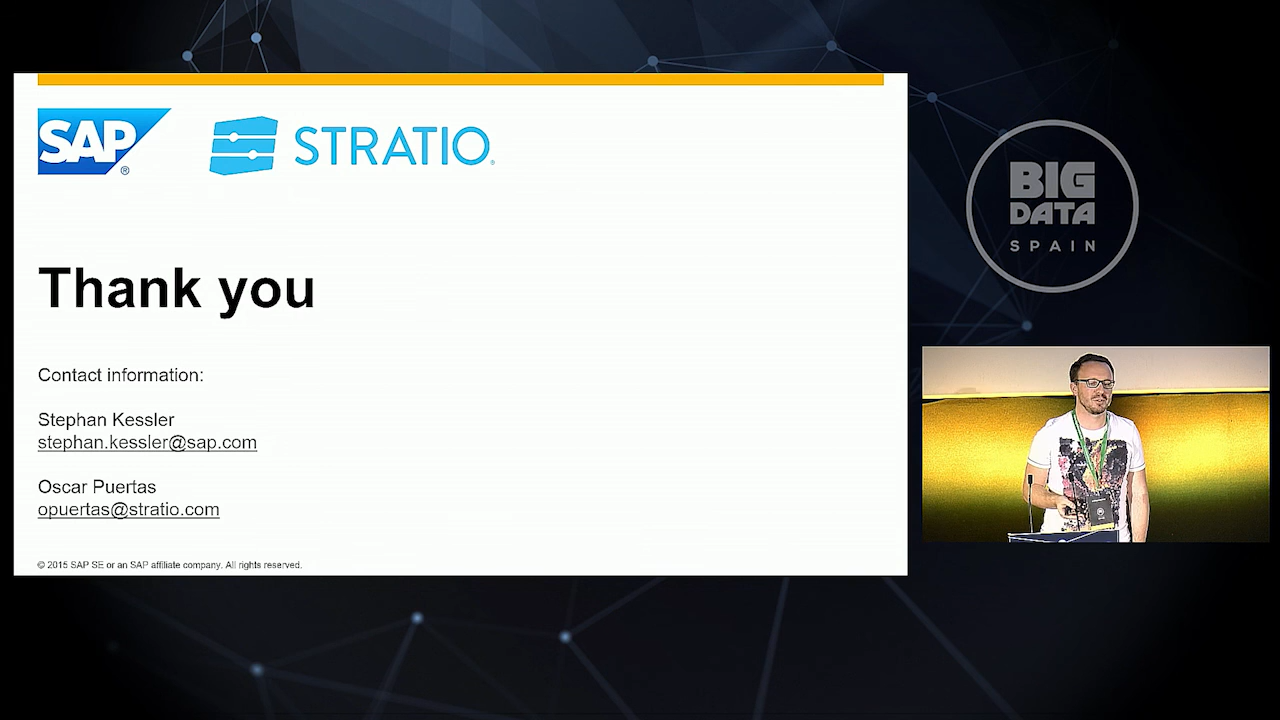 SAP
®
STRATIO
Thank you
Contact information:
Stephan Kessler
stephan.kessler@sap.com
Oscar Puertas
opuertas@stratio.com
© 2015 SAP SE or an SAP affiliate company. All rights reserved.
BIG
DATA
SPAIN